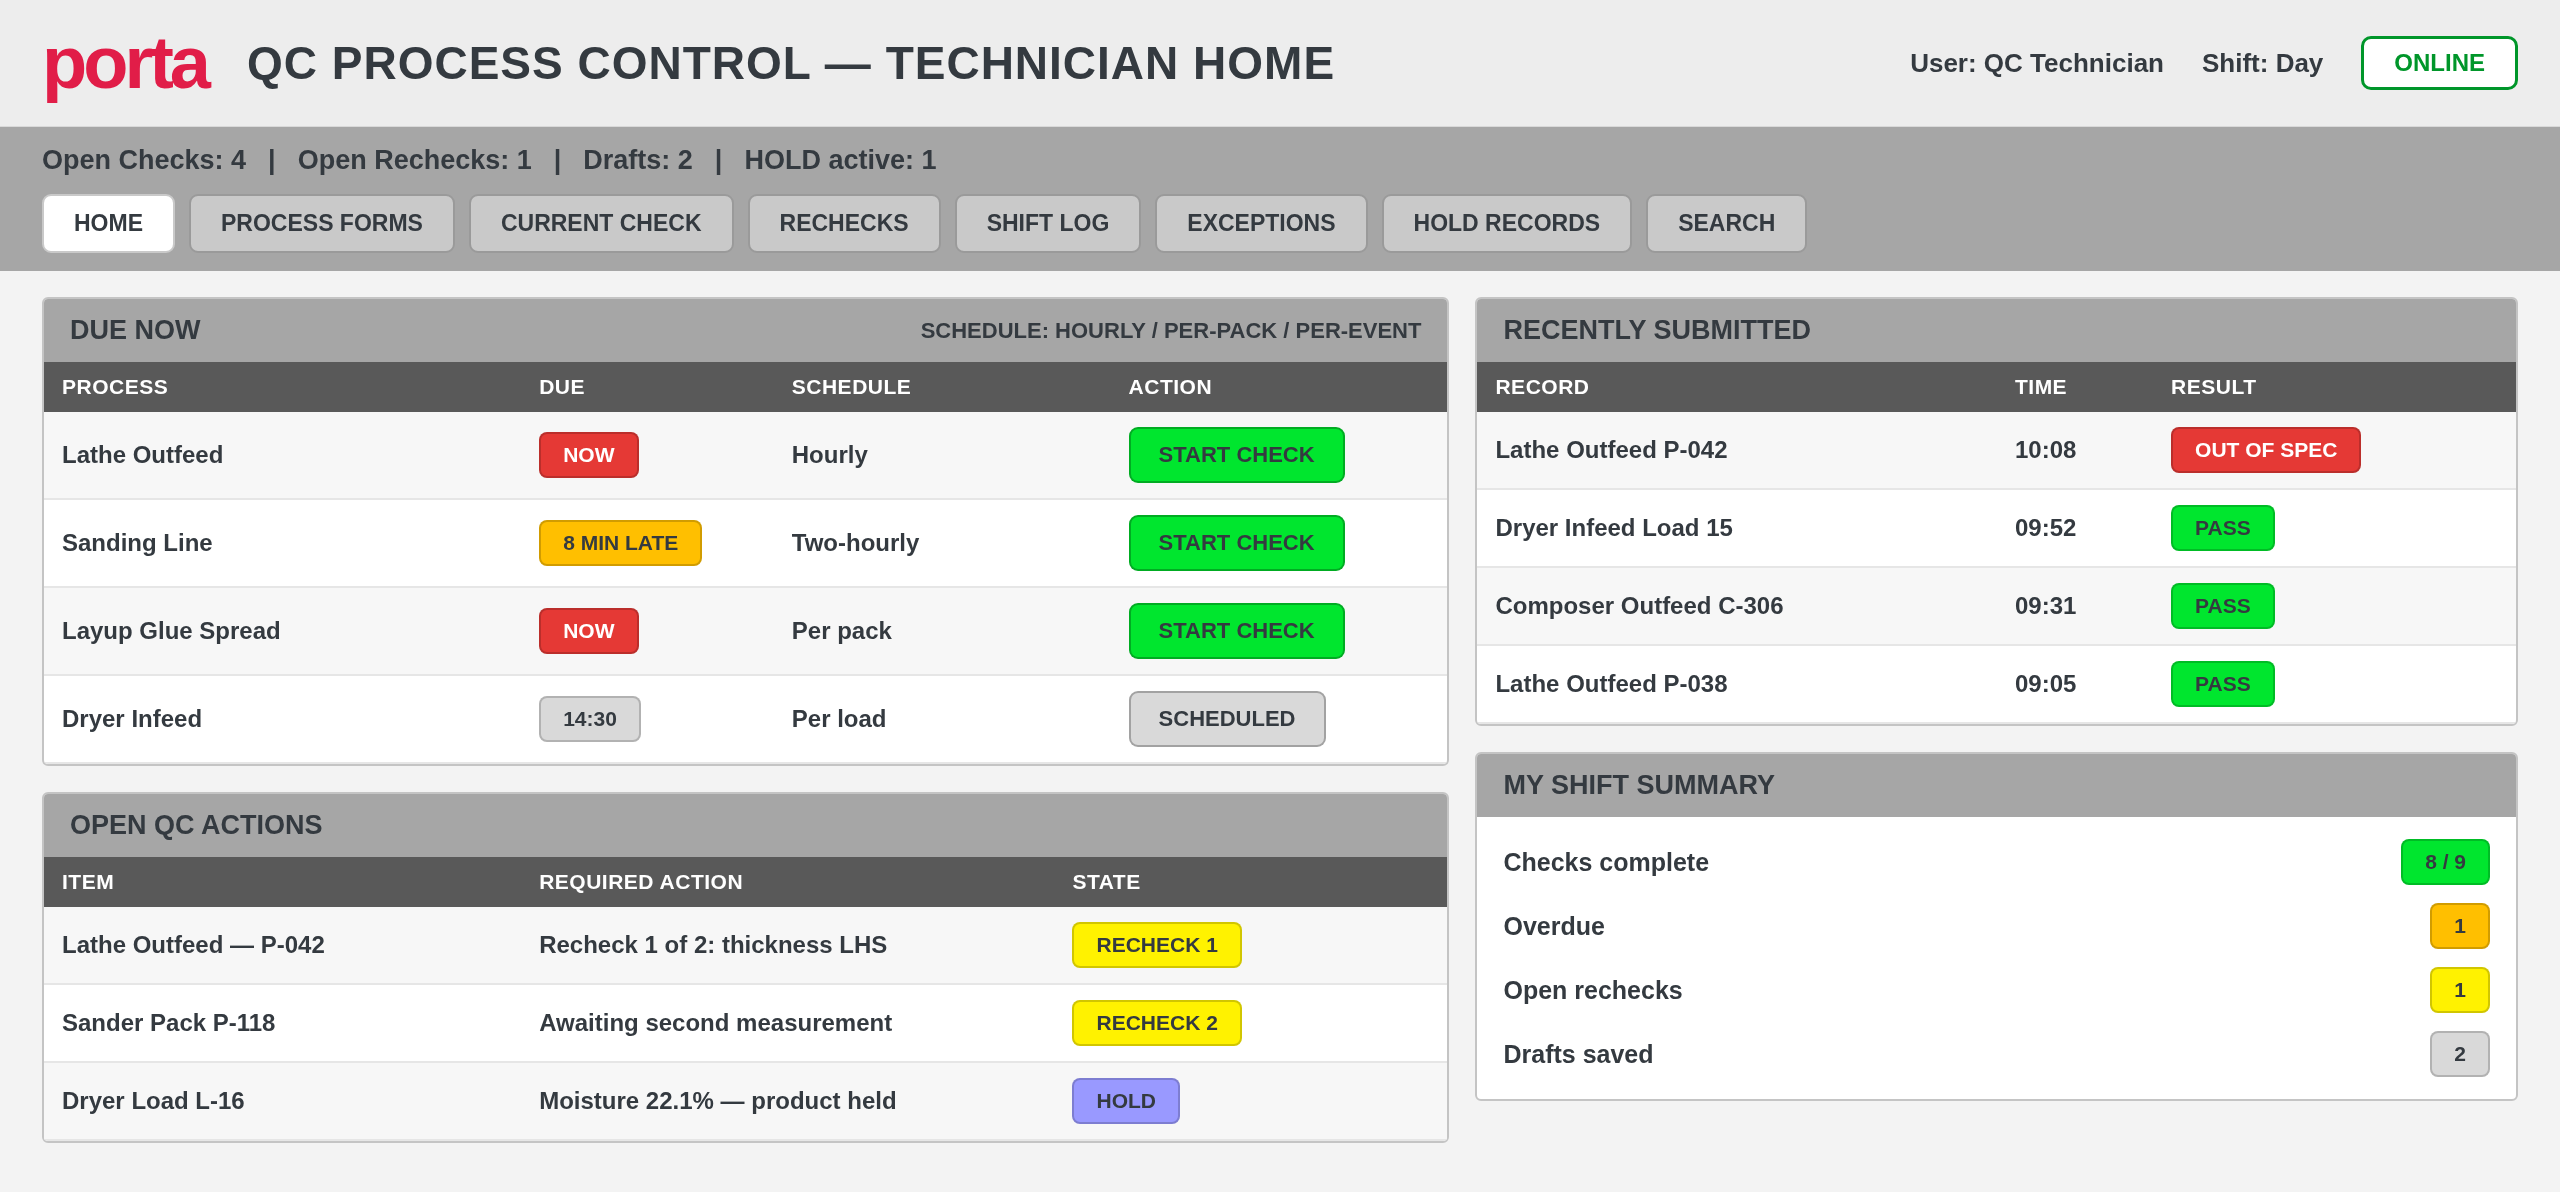 porta
QC PROCESS CONTROL — TECHNICIAN HOME
User: QC Technician
Shift: Day
ONLINE
Open Checks: 4 | Open Rechecks: 1 | Drafts: 2 | HOLD active: 1
HOME PROCESS FORMS CURRENT CHECK RECHECKS SHIFT LOG EXCEPTIONS HOLD RECORDS SEARCH
DUE NOW
SCHEDULE: HOURLY / PER-PACK / PER-EVENT
PROCESS DUE SCHEDULE ACTION
Lathe Outfeed NOW Hourly START CHECK
Sanding Line 8 MIN LATE Two-hourly START CHECK
Layup Glue Spread NOW Per pack START CHECK
Dryer Infeed 14:30 Per load SCHEDULED
OPEN QC ACTIONS
ITEM REQUIRED ACTION STATE
Lathe Outfeed — P-042 Recheck 1 of 2: thickness LHS RECHECK 1
Sander Pack P-118 Awaiting second measurement RECHECK 2
Dryer Load L-16 Moisture 22.1% — product held HOLD
RECENTLY SUBMITTED
RECORD TIME RESULT
Lathe Outfeed P-042 10:08 OUT OF SPEC
Dryer Infeed Load 15 09:52 PASS
Composer Outfeed C-306 09:31 PASS
Lathe Outfeed P-038 09:05 PASS
MY SHIFT SUMMARY
Checks complete 8 / 9
Overdue 1
Open rechecks 1
Drafts saved 2